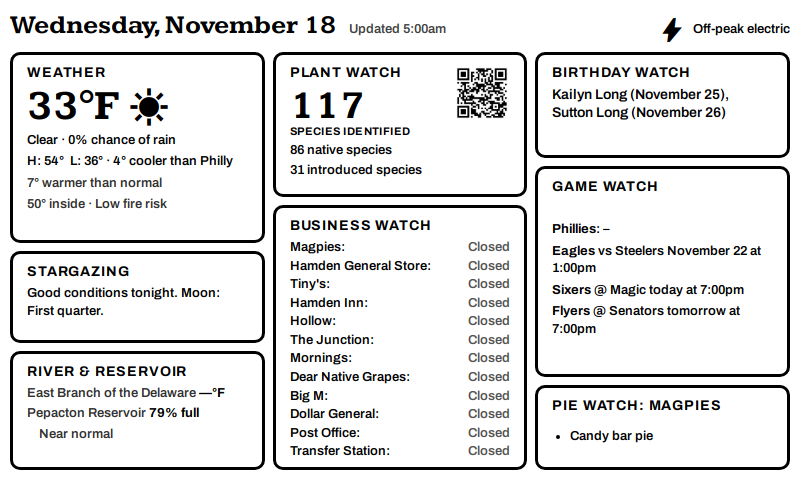 Wednesday, November 18 Updated 5:00am
Off-peak electric
WEATHER
33°F
Clear · 0% chance of rain
H: 54° L: 36° · 4° cooler than Philly
7° warmer than normal
50° inside · Low fire risk
STARGAZING
Good conditions tonight. Moon:
First quarter.
RIVER & RESERVOIR
East Branch of the Delaware —°F
Pepacton Reservoir 79% full
Near normal
PLANT WATCH
117
SPECIES IDENTIFIED
86 native species
31 introduced species
BUSINESS WATCH
Magpies: Closed
Hamden General Store: Closed
Tiny's: Closed
Hamden Inn: Closed
Hollow: Closed
The Junction: Closed
Mornings: Closed
Dear Native Grapes: Closed
Big M: Closed
Dollar General: Closed
Post Office: Closed
Transfer Station: Closed
BIRTHDAY WATCH
Kailyn Long (November 25),
Sutton Long (November 26)
GAME WATCH
Phillies: –
Eagles vs Steelers November 22 at
1:00pm
Sixers @ Magic today at 7:00pm
Flyers @ Senators tomorrow at
7:00pm
PIE WATCH: MAGPIES
• Candy bar pie